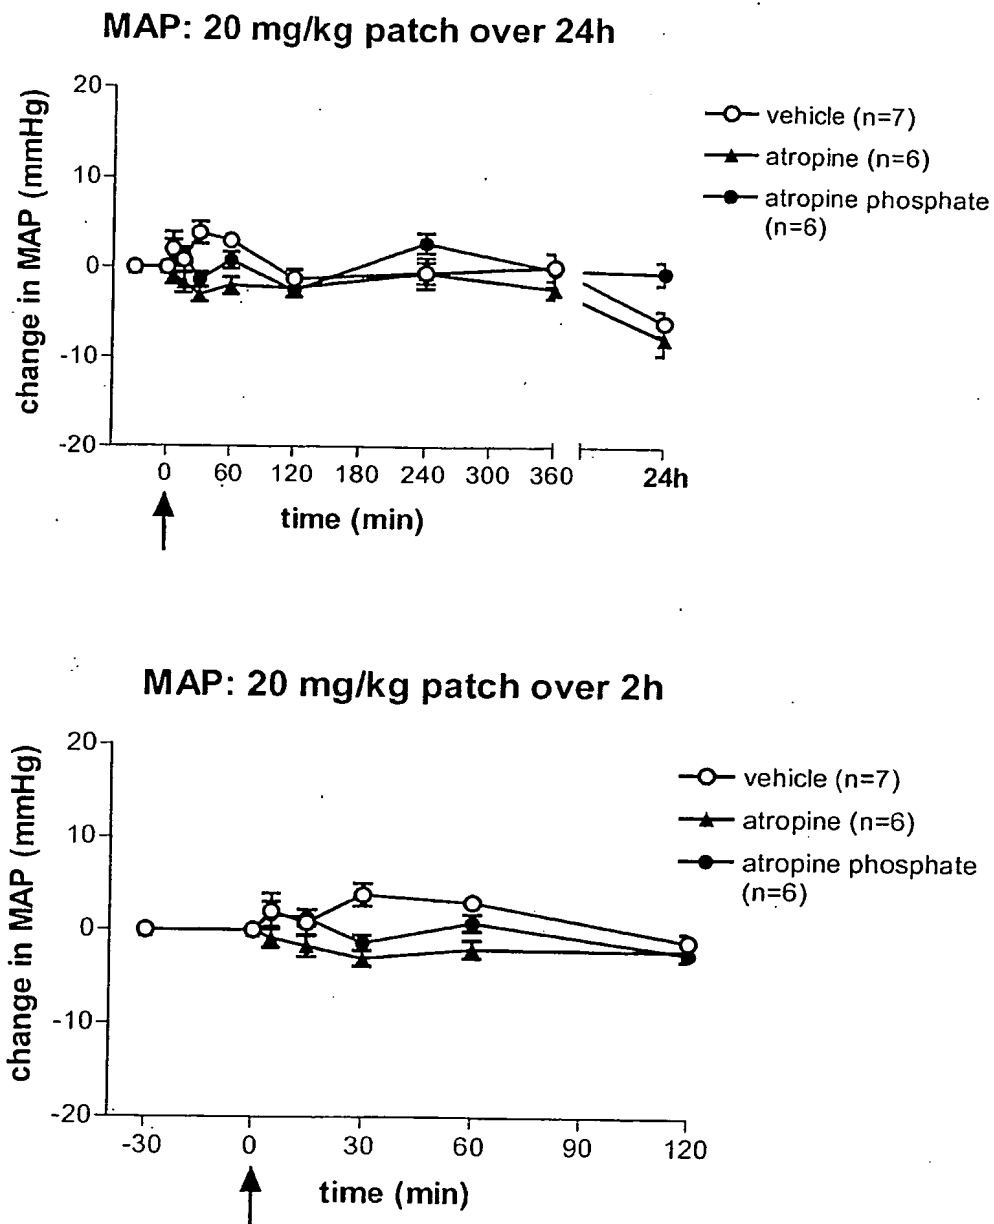 MAP: 20 mg/kg patch over 24h
change in MAP (mmHg)
20
10
0
-10
-20
vehicle (n=7)
atropine (n=6)
atropine phosphate
(n=6)
0 60 120 180 240 300 360 24h
time (min)
MAP: 20 mg/kg patch over 2h
change in MAP (mmHg)
20
10
0
-10
-20
vehicle (n=7)
atropine (n=6)
atropine phosphate
(n=6)
-30 0 30 60 90 120
time (min)